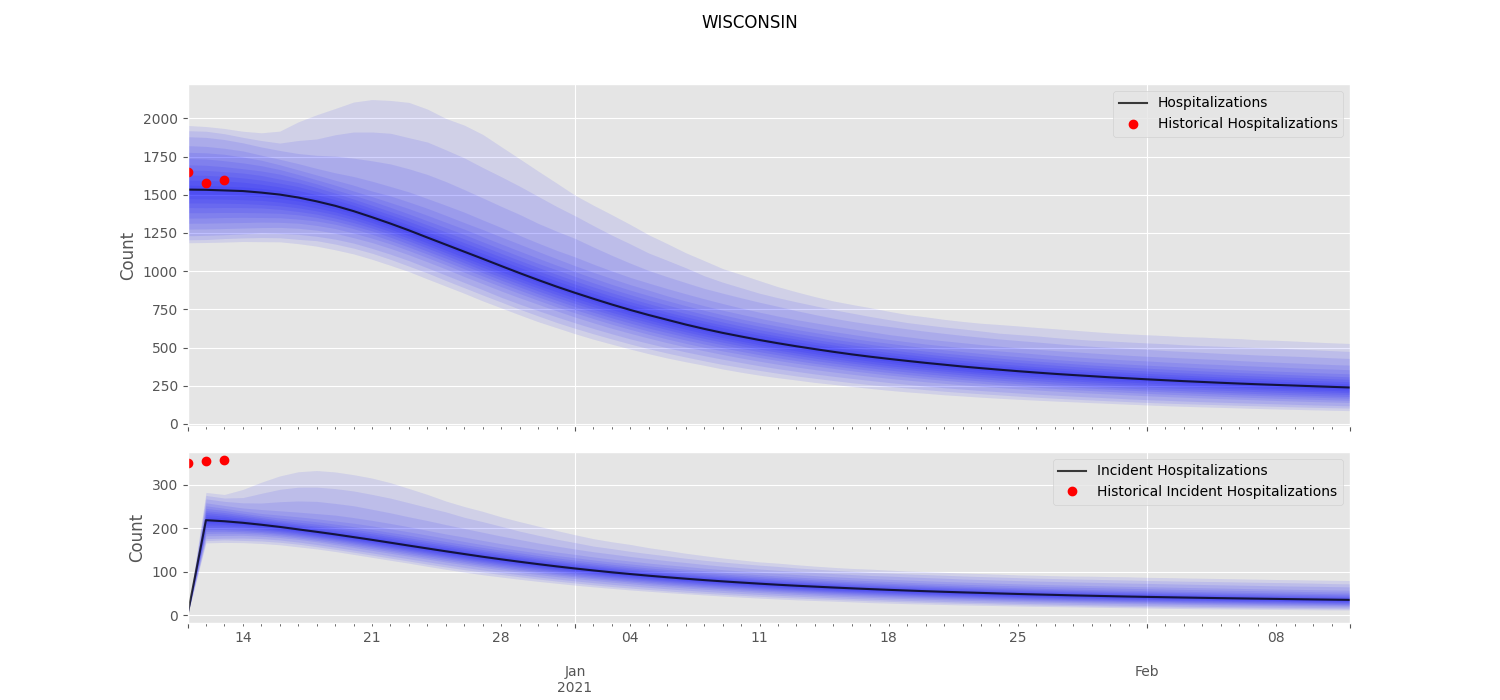 WISCONSIN
Hospitalizations
Historical Hospitalizations
2000
1750
1500
1250
1000
750
500
250
0
Count
Incident Hospitalizations
Historical Incident Hospitalizations
300
200
100
0
Count
14 21 28 04 11 18 25 08
Jan Feb
2021